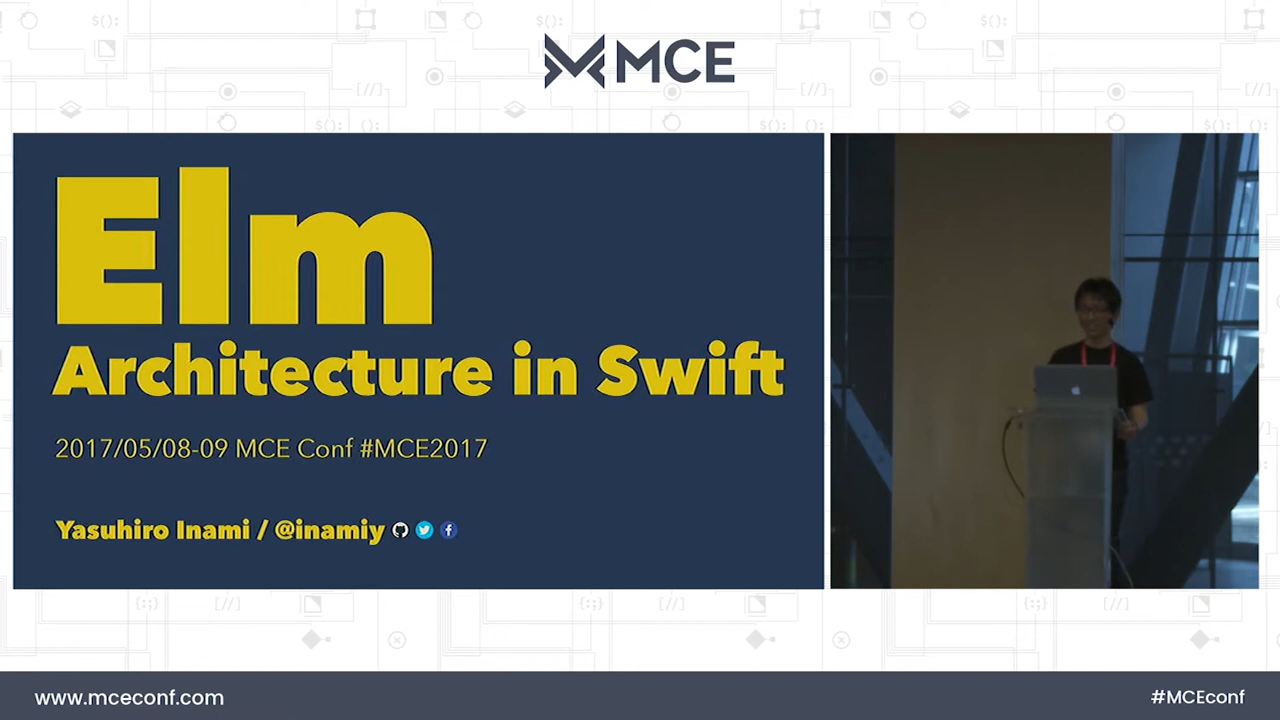 MCE
Elm
Architecture in Swift
2017/05/08-09 MCE Conf #MCE2017
Yasuhiro Inami / @inamiy
www.mceconf.com
#MCEconf